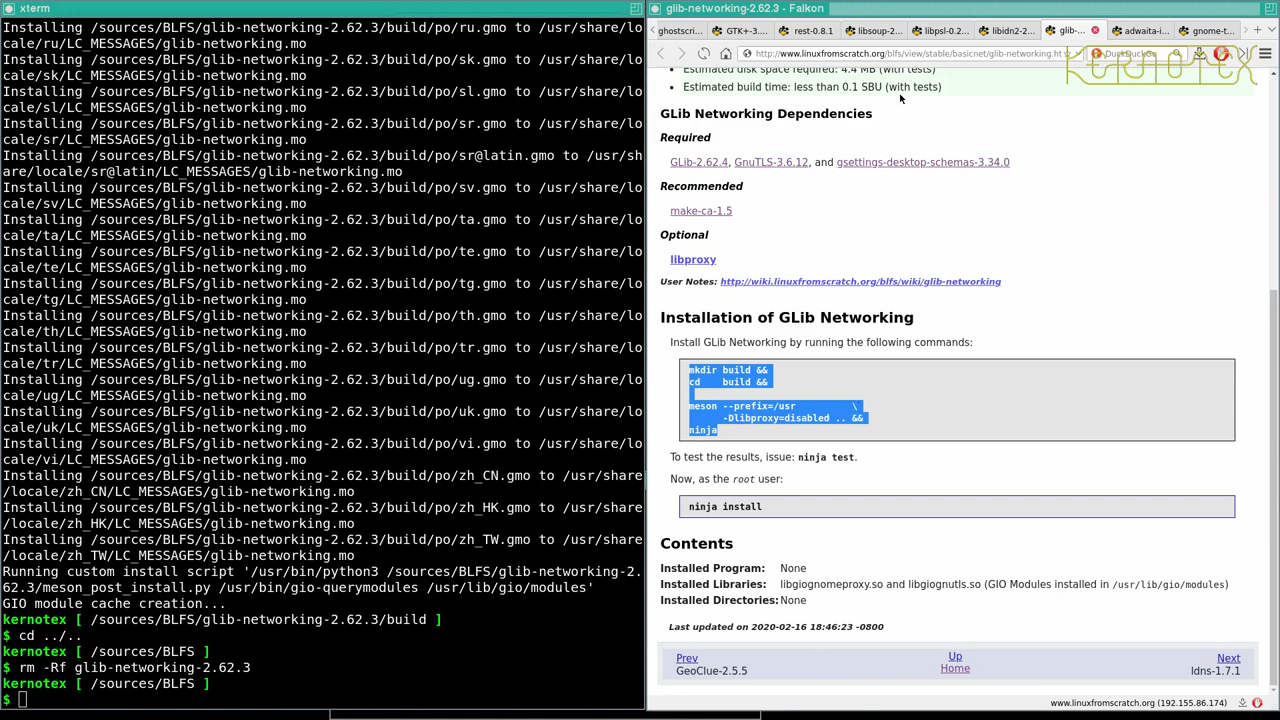 xterm
Installing /sources/BLFS/glib-networking-2.62.3/build/po/ru.gmo to /usr/share/lo
cale/ru/LC_MESSAGES/glib-networking.mo
Installing /sources/BLFS/glib-networking-2.62.3/build/po/sk.gmo to /usr/share/lo
cale/sk/LC_MESSAGES/glib-networking.mo
Installing /sources/BLFS/glib-networking-2.62.3/build/po/sl.gmo to /usr/share/lo
cale/sl/LC_MESSAGES/glib-networking.mo
Installing /sources/BLFS/glib-networking-2.62.3/build/po/sr.gmo to /usr/share/lo
cale/sr/LC_MESSAGES/glib-networking.mo
Installing /sources/BLFS/glib-networking-2.62.3/build/po/sr@latin.gmo to /usr/sh
are/locale/sr@latin/LC_MESSAGES/glib-networking.mo
Installing /sources/BLFS/glib-networking-2.62.3/build/po/sv.gmo to /usr/share/lo
cale/sv/LC_MESSAGES/glib-networking.mo
Installing /sources/BLFS/glib-networking-2.62.3/build/po/ta.gmo to /usr/share/lo
cale/ta/LC_MESSAGES/glib-networking.mo
Installing /sources/BLFS/glib-networking-2.62.3/build/po/te.gmo to /usr/share/lo
cale/te/LC_MESSAGES/glib-networking.mo
Installing /sources/BLFS/glib-networking-2.62.3/build/po/tg.gmo to /usr/share/lo
cale/tg/LC_MESSAGES/glib-networking.mo
Installing /sources/BLFS/glib-networking-2.62.3/build/po/th.gmo to /usr/share/lo
cale/th/LC_MESSAGES/glib-networking.mo
Installing /sources/BLFS/glib-networking-2.62.3/build/po/tr.gmo to /usr/share/lo
cale/tr/LC_MESSAGES/glib-networking.mo
Installing /sources/BLFS/glib-networking-2.62.3/build/po/ug.gmo to /usr/share/lo
cale/ug/LC_MESSAGES/glib-networking.mo
Installing /sources/BLFS/glib-networking-2.62.3/build/po/uk.gmo to /usr/share/lo
cale/uk/LC_MESSAGES/glib-networking.mo
Installing /sources/BLFS/glib-networking-2.62.3/build/po/vi.gmo to /usr/share/lo
cale/vi/LC_MESSAGES/glib-networking.mo
Installing /sources/BLFS/glib-networking-2.62.3/build/po/zh_CN.gmo to /usr/share
/locale/zh_CN/LC_MESSAGES/glib-networking.mo
Installing /sources/BLFS/glib-networking-2.62.3/build/po/zh_HK.gmo to /usr/share
/locale/zh_HK/LC_MESSAGES/glib-networking.mo
Installing /sources/BLFS/glib-networking-2.62.3/build/po/zh_TW.gmo to /usr/share
/locale/zh_TW/LC_MESSAGES/glib-networking.mo
Running custom install script '/usr/bin/python3 /sources/BLFS/glib-networking-2.
62.3/meson_post_install.py /usr/bin/gio-querymodules /usr/lib/gio/modules'
GIO module cache creation...
kernotex [ /sources/BLFS/glib-networking-2.62.3/build ]
$ cd ../..
kernotex [ /sources/BLFS ]
$ rm -Rf glib-networking-2.62.3
kernotex [ /sources/BLFS ]
$
glib-networking-2.62.3 - Falkon
ghostscri... GTK+-3.... rest-0.8.1 libsoup-2... libpsl-0.2... libidn2-... glib-... adwaita-i... gnome-t...
http://www.linuxfromscratch.org/blfs/view/stable/basicnet/glib-networking.ht
DuckDuckGo
KERNOTEX
• Estimated disk space required: 4.4 MB (with tests)
• Estimated build time: less than 0.1 SBU (with tests)
GLib Networking Dependencies
Required
GLib-2.62.4, GnuTLS-3.6.12, and gsettings-desktop-schemas-3.34.0
Recommended
make-ca-1.5
Optional
libproxy
User Notes: http://wiki.linuxfromscratch.org/blfs/wiki/glib-networking
Installation of GLib Networking
Install GLib Networking by running the following commands:
mkdir build &&
cd    build &&
meson --prefix=/usr          \
      -Dlibproxy=disabled .. &&
ninja
To test the results, issue: ninja test.
Now, as the root user:
ninja install
Contents
Installed Program: None
Installed Libraries: libgiognomeproxy.so and libgiognutls.so (GIO Modules installed in /usr/lib/gio/modules)
Installed Directories: None
Last updated on 2020-02-16 18:46:23 -0800
Prev Up Next
GeoClue-2.5.5 Home ldns-1.7.1
www.linuxfromscratch.org (192.155.86.174)